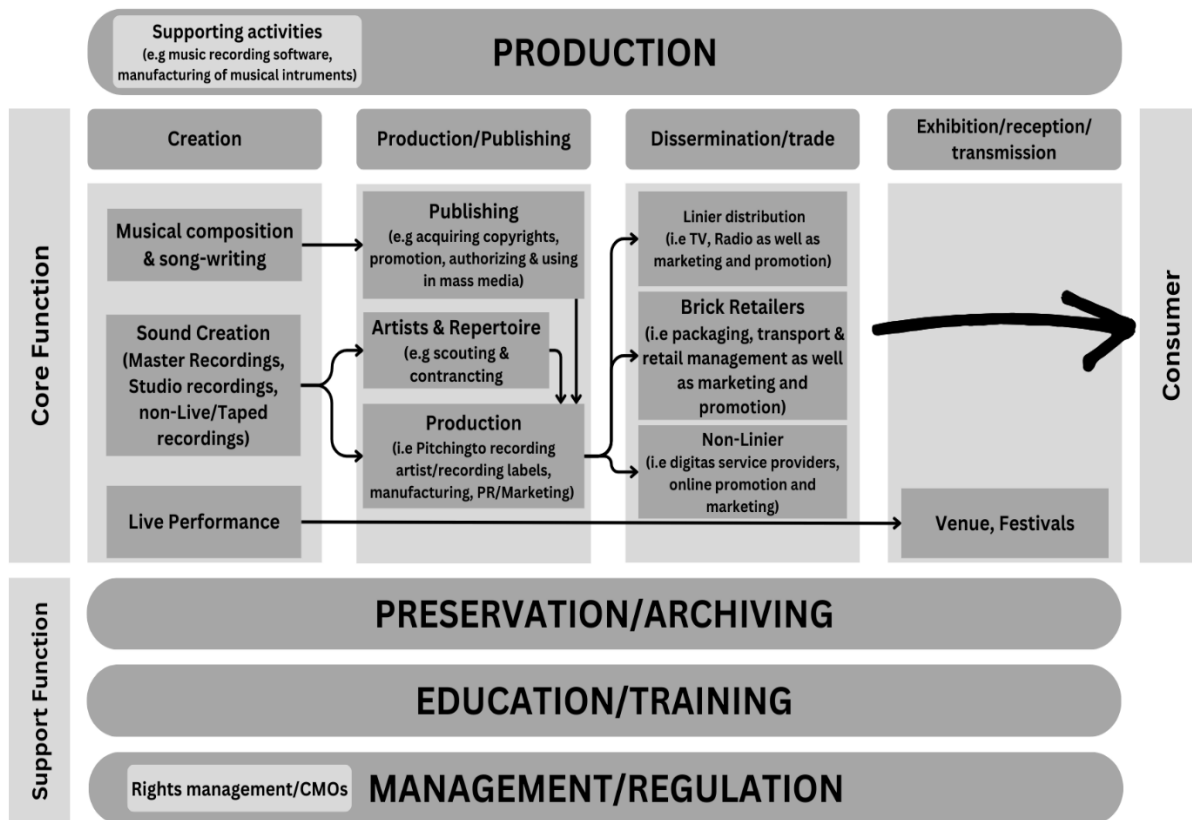 Supporting activities
(e.g music recording software,
manufacturing of musical intruments)
PRODUCTION
Core Function
Creation
Production/Publishing
Dissermination/trade
Exhibition/reception/
transmission
Musical composition
& song-writing
Sound Creation
(Master Recordings,
Studio recordings,
non-Live/Taped
recordings)
Live Performance
Publishing
(e.g acquiring copyrights,
promotion, authorizing & using
in mass media)
Artists & Repertoire
(e.g scouting &
contrancting
Production
(i.e Pitchingto recording
artist/recording labels,
manufacturing, PR/Marketing)
Linier distribution
(i.e TV, Radio as well as
marketing and promotion)
Brick Retailers
(i.e packaging, transport &
retail management as well
as marketing and
promotion)
Non-Linier
(i.e digitas service providers,
online promotion and
marketing)
Venue, Festivals
Consumer
Support Function
PRESERVATION/ARCHIVING
EDUCATION/TRAINING
Rights management/CMOs
MANAGEMENT/REGULATION